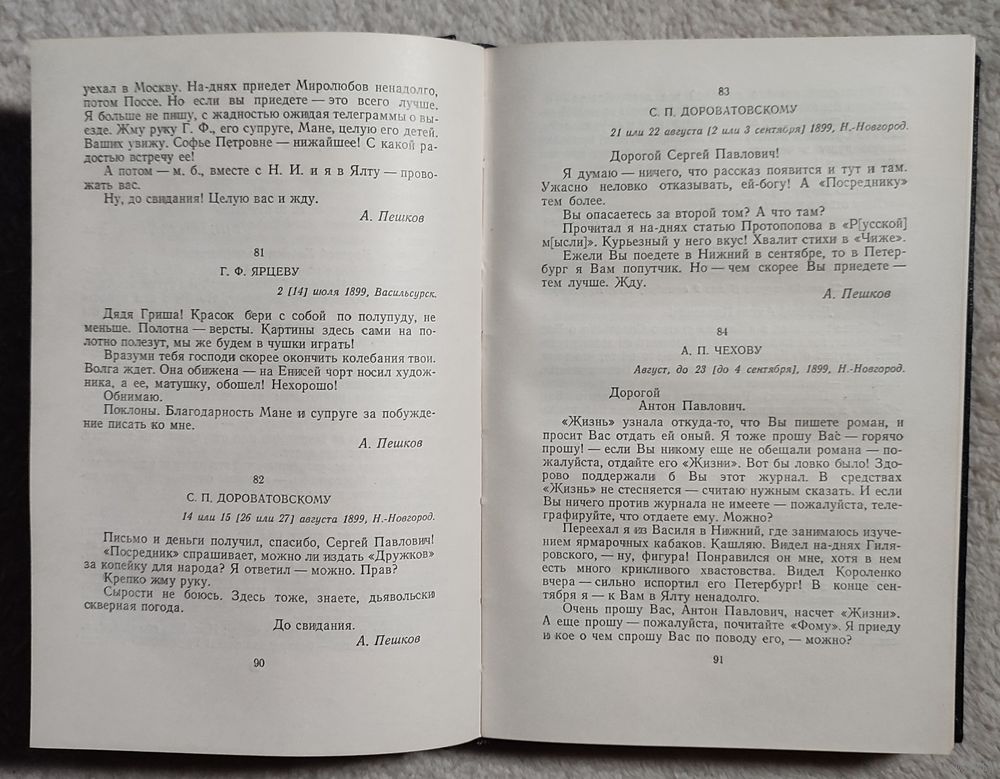 уехал в Москву. На-днях приедет Миролюбов ненадолго,
потом Поссе. Но если вы приедете — это всего лучше.
Я больше не пишу, с жадностью ожидая телеграммы о вы-
езде. Жму руку Г. Ф., его супруге, Мане, целую его детей.
Ваших увижу. Софье Петровне — нижайшее! С какой ра-
достью встречу ее!
А потом — м. б., вместе с Н. И. и я в Ялту — прово-
жать вас.
Ну, до свидания! Целую вас и жду.
А. Пешков
81
Г. Ф. ЯРЦЕВУ
2 [14] июля 1899, Васильсурск.
Дядя Гриша! Красок бери с собой по полупуду, не
меньше. Полотна — версты. Картины здесь сами на по-
лотно полезут, мы же будем в чушки играть!
Вразуми тебя господи скорее окончить колебания твои.
Волга ждет. Она обижена — на Енисей чорт носил худож-
ника, а ее, матушку, обошел! Нехорошо!
Обнимаю.
Поклоны. Благодарность Мане и супруге за побужде-
ние писать ко мне.
А. Пешков
82
С. П. ДОРОВАТОВСКОМУ
14 или 15 [26 или 27] августа 1899, Н.-Новгород.
Письмо и деньги получил, спасибо, Сергей Павлович!
«Посредник» спрашивает, можно ли издать «Дружков»
за копейку для народа? Я ответил — можно. Прав?
Крепко жму руку.
Сырости не боюсь. Здесь тоже, знаете, дьявольски
скверная погода.
До свидания.
А. Пешков
90
83
С. П. ДОРОВАТОВСКОМУ
21 или 22 августа [2 или 3 сентября] 1899, Н.-Новгород.
Дорогой Сергей Павлович!
Я думаю — ничего, что рассказ появится и тут и там.
Ужасно неловко отказывать, ей-богу! А «Посреднику»
тем более.
Вы опасаетесь за второй том? А что там?
Прочитал я на-днях статью Протопопова в «Р[усской]
м[ысли]». Курьезный у него вкус! Хвалит стихи в «Чиже».
Ежели Вы поедете в Нижний в сентябре, то в Петер-
бург я Вам попутчик. Но — чем скорее Вы приедете —
тем лучше. Жду.
А. Пешков
84
А. П. ЧЕХОВУ
Август, до 23 [до 4 сентября], 1899, Н.-Новгород.
Дорогой
Антон Павлович.
«Жизнь» узнала откуда-то, что Вы пишете роман, и
просит Вас отдать ей оный. Я тоже прошу Вас — горячо
прошу! — если Вы никому еще не обещали романа — по-
жалуйста, отдайте его «Жизни». Вот бы ловко было! Здо-
рово поддержали б Вы этот журнал. В средствах
«Жизнь» не стесняется — считаю нужным сказать. И если
Вы ничего против журнала не имеете — пожалуйста, теле-
графируйте, что отдаете ему. Можно?
Переехал я из Василя в Нижний, где занимаюсь изуче-
нием ярмарочных кабаков. Кашляю. Видел на-днях Гиля-
ровского, — ну, фигура! Понравился он мне, хотя в нем
есть много крикливого хвастовства. Видел Короленко
вчера — сильно испортил его Петербург! В конце сен-
тября я — к Вам в Ялту ненадолго.
Очень прошу Вас, Антон Павлович, насчет «Жизни».
А еще прошу — пожалуйста, почитайте «Фому». Я приеду
и кое о чем спрошу Вас по поводу его, — можно?
91